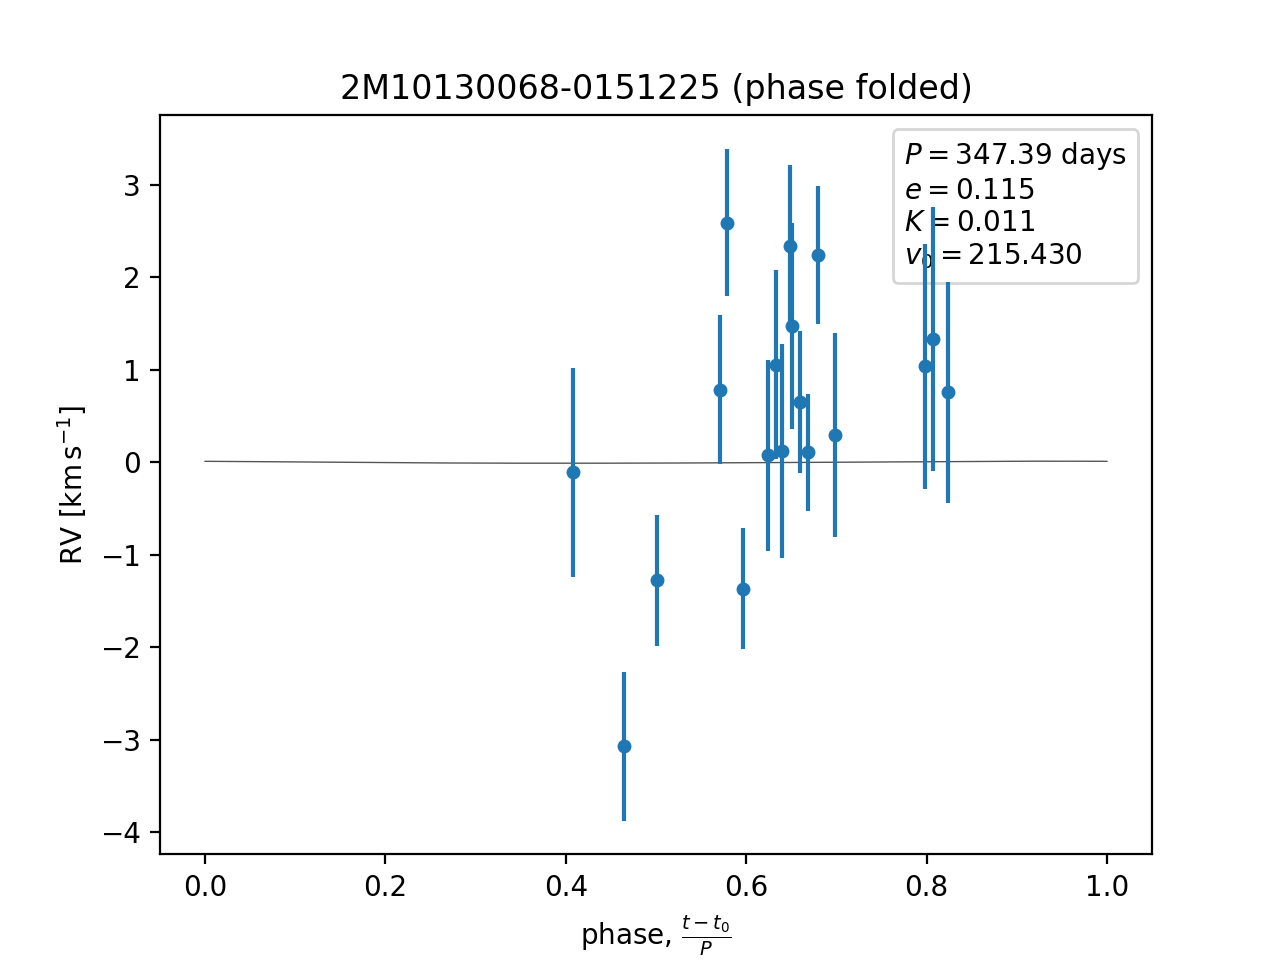 2M10130068-0151225 (phase folded)
P = 347.39 days
e = 0.115
K = 0.011
v₀ = 215.430
3
2
1
0
−1
−2
−3
−4
RV [km s⁻¹]
0.0 0.2 0.4 0.6 0.8 1.0
phase, (t − t₀)/P